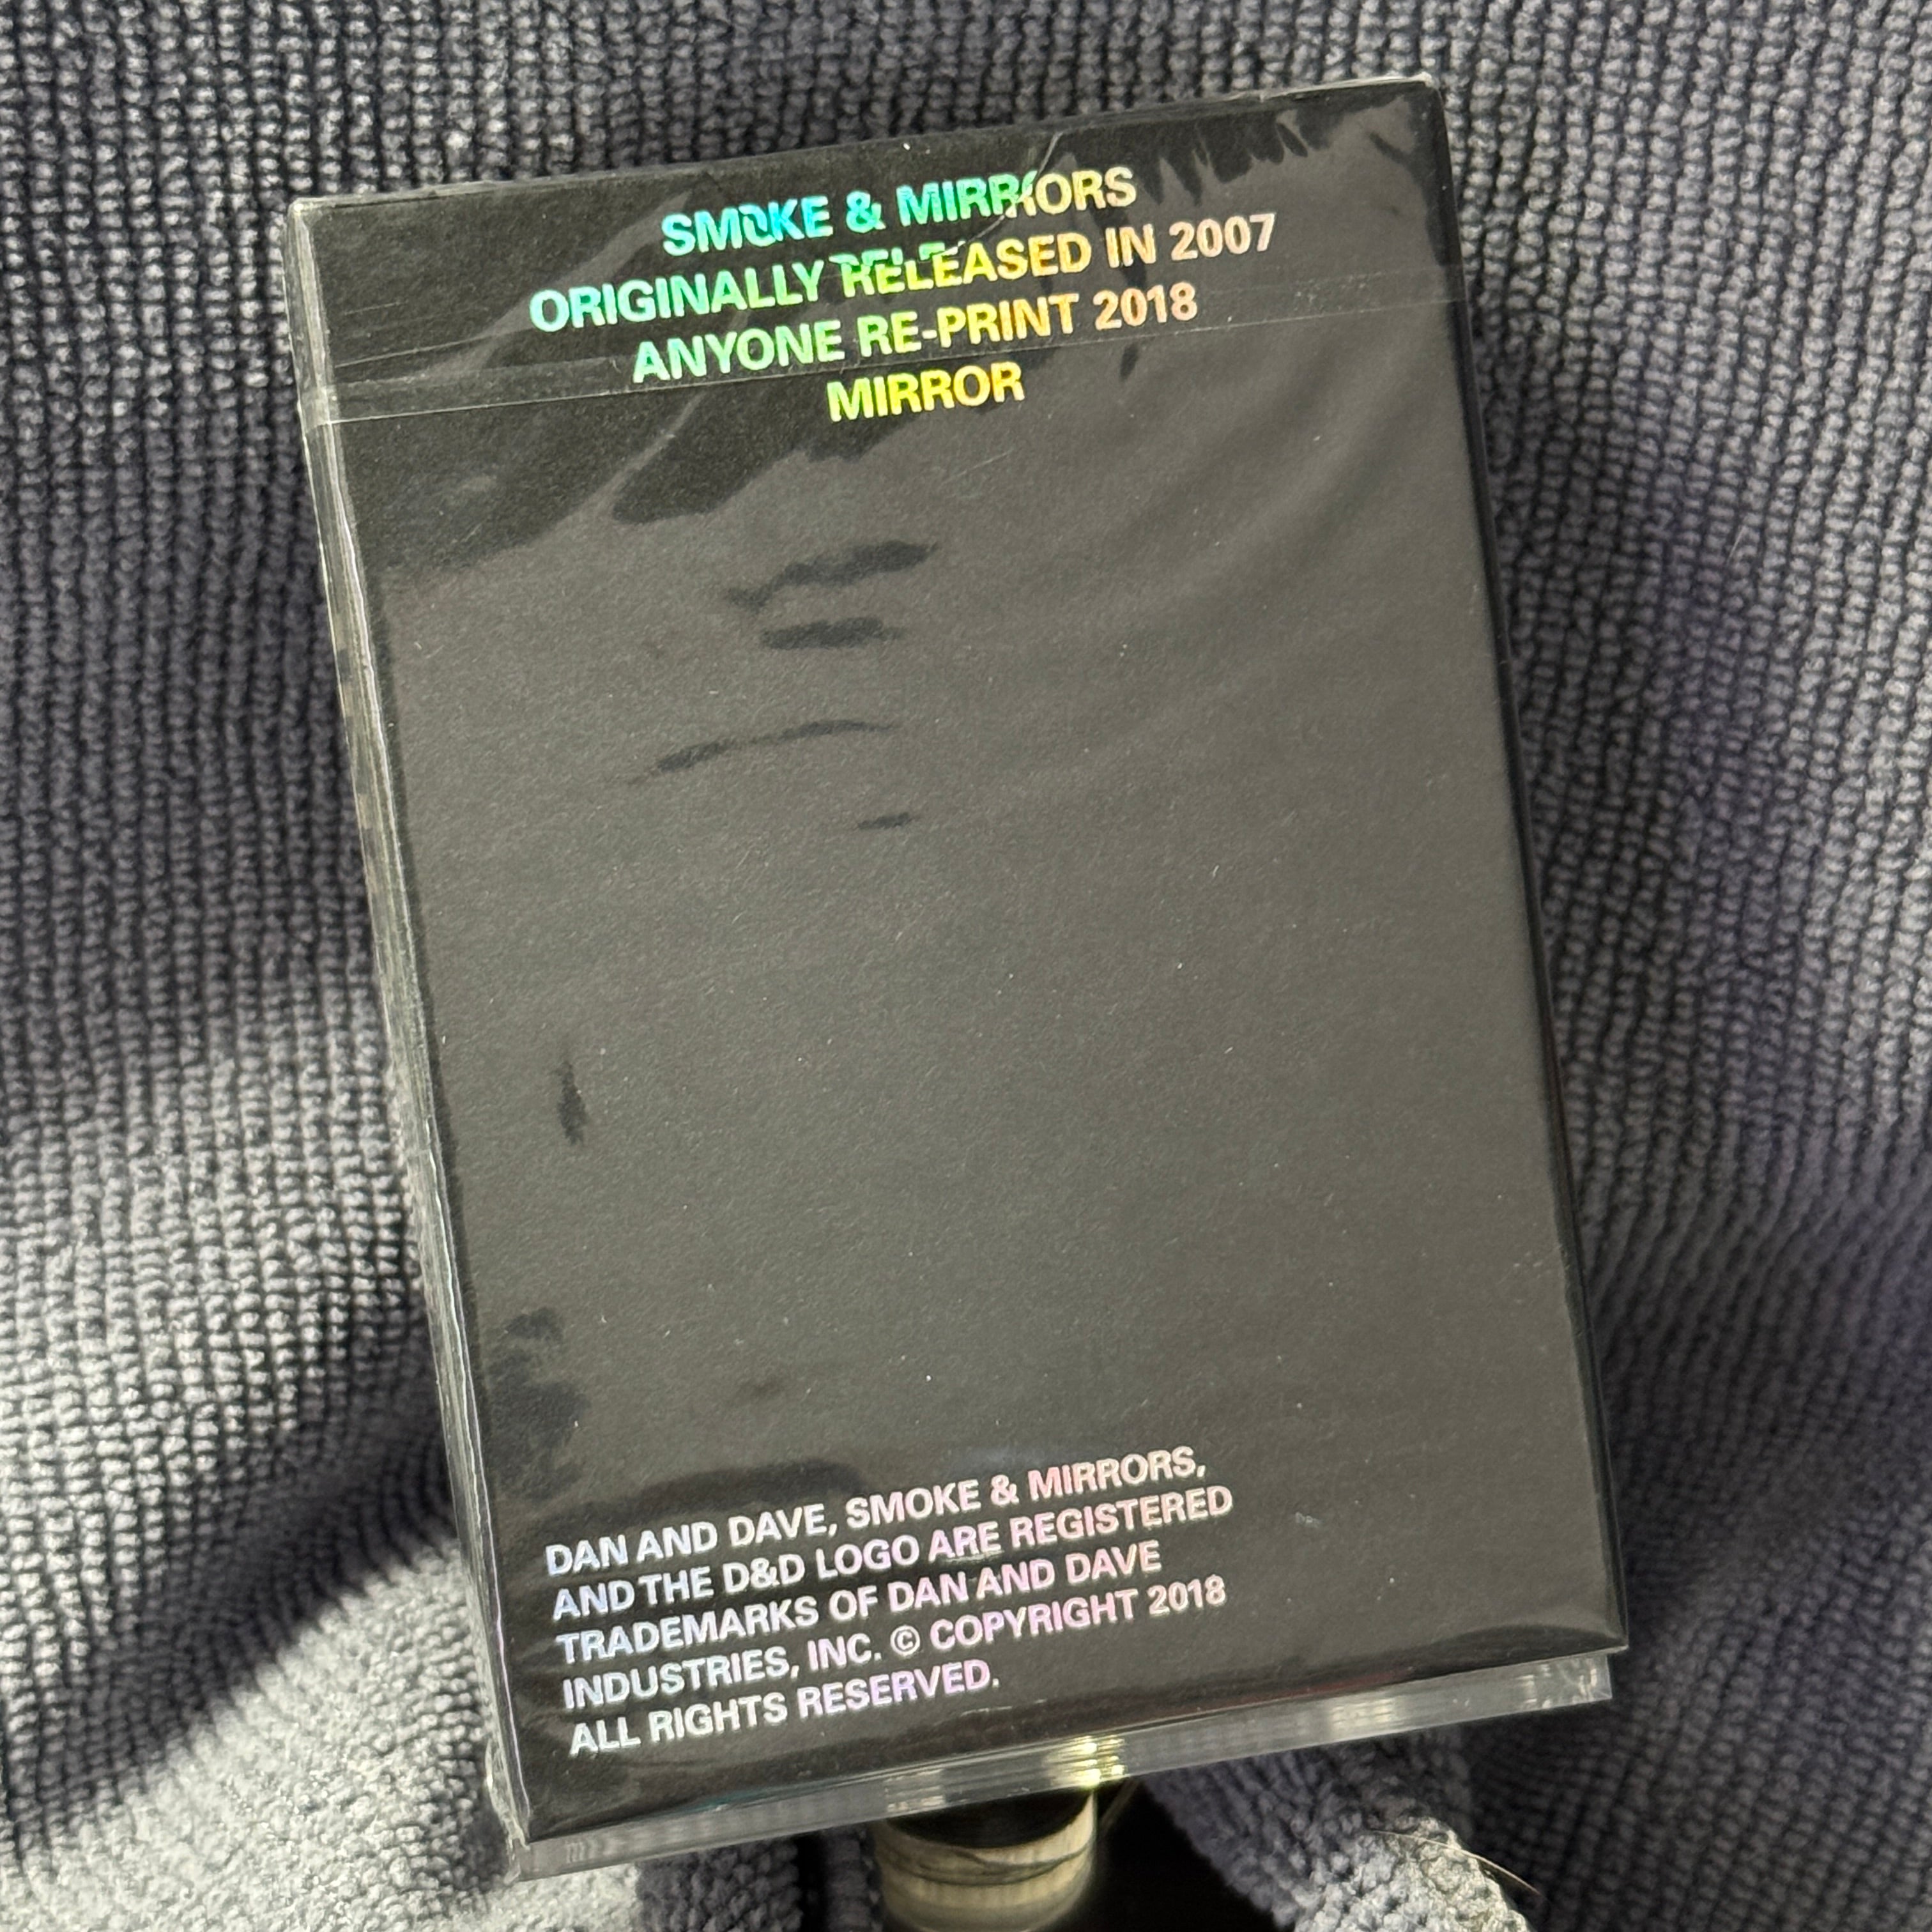 SMOKE & MIRRORS
ORIGINALLY RELEASED IN 2007
ANYONE RE-PRINT 2018
MIRROR
DAN AND DAVE, SMOKE & MIRRORS,
AND THE D&D LOGO ARE REGISTERED
TRADEMARKS OF DAN AND DAVE
INDUSTRIES, INC. © COPYRIGHT 2018
ALL RIGHTS RESERVED.